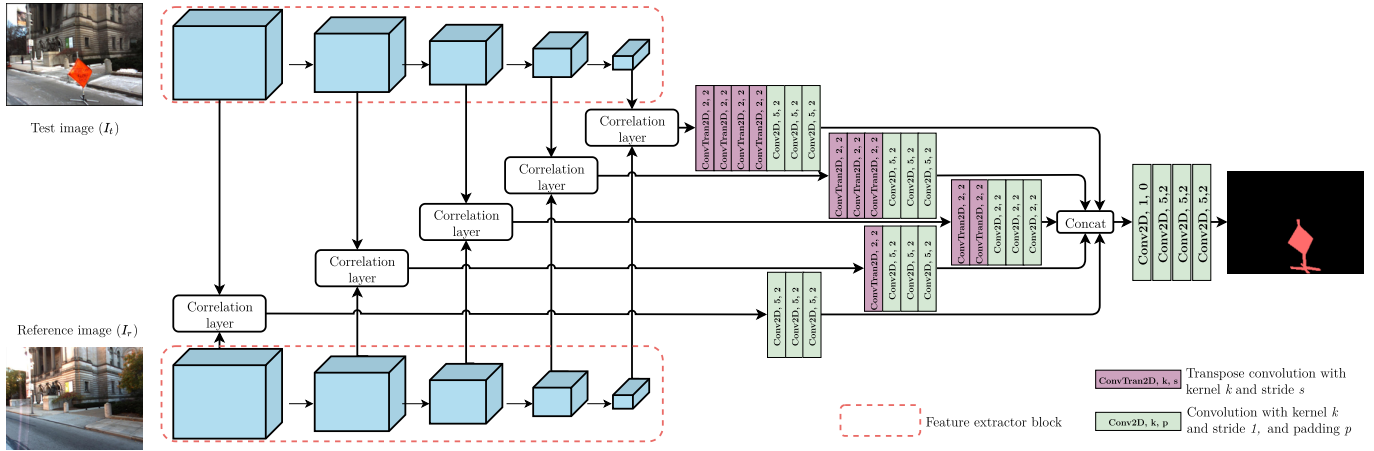 Test image (I_t)
Reference image (I_r)
Correlation
layer
Correlation
layer
Correlation
layer
Correlation
layer
Correlation
layer
ConvTran2D, 2, 2
ConvTran2D, 2, 2
ConvTran2D, 2, 2
ConvTran2D, 2, 2
Conv2D, 5, 2
Conv2D, 5, 2
Conv2D, 5, 2
ConvTran2D, 2, 2
ConvTran2D, 2, 2
ConvTran2D, 2, 2
Conv2D, 5, 2
Conv2D, 5, 2
Conv2D, 5, 2
ConvTran2D, 2, 2
ConvTran2D, 2, 2
Conv2D, 2, 2
Conv2D, 2, 2
Conv2D, 2, 2
ConvTran2D, 2, 2
Conv2D, 5, 2
Conv2D, 5, 2
Conv2D, 5, 2
Conv2D, 5, 2
Conv2D, 5, 2
Conv2D, 5, 2
Concat
Conv2D, 1, 0
Conv2D, 5,2
Conv2D, 5,2
Conv2D, 5,2
Feature extractor block
ConvTran2D, k, s
Transpose convolution with
kernel k and stride s
Conv2D, k, p
Convolution with kernel k
and stride 1, and padding p